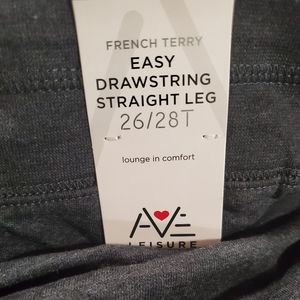 FRENCH TERRY
EASY
DRAWSTRING
STRAIGHT LEG
26/28T
lounge in comfort
AVE
LEISURE